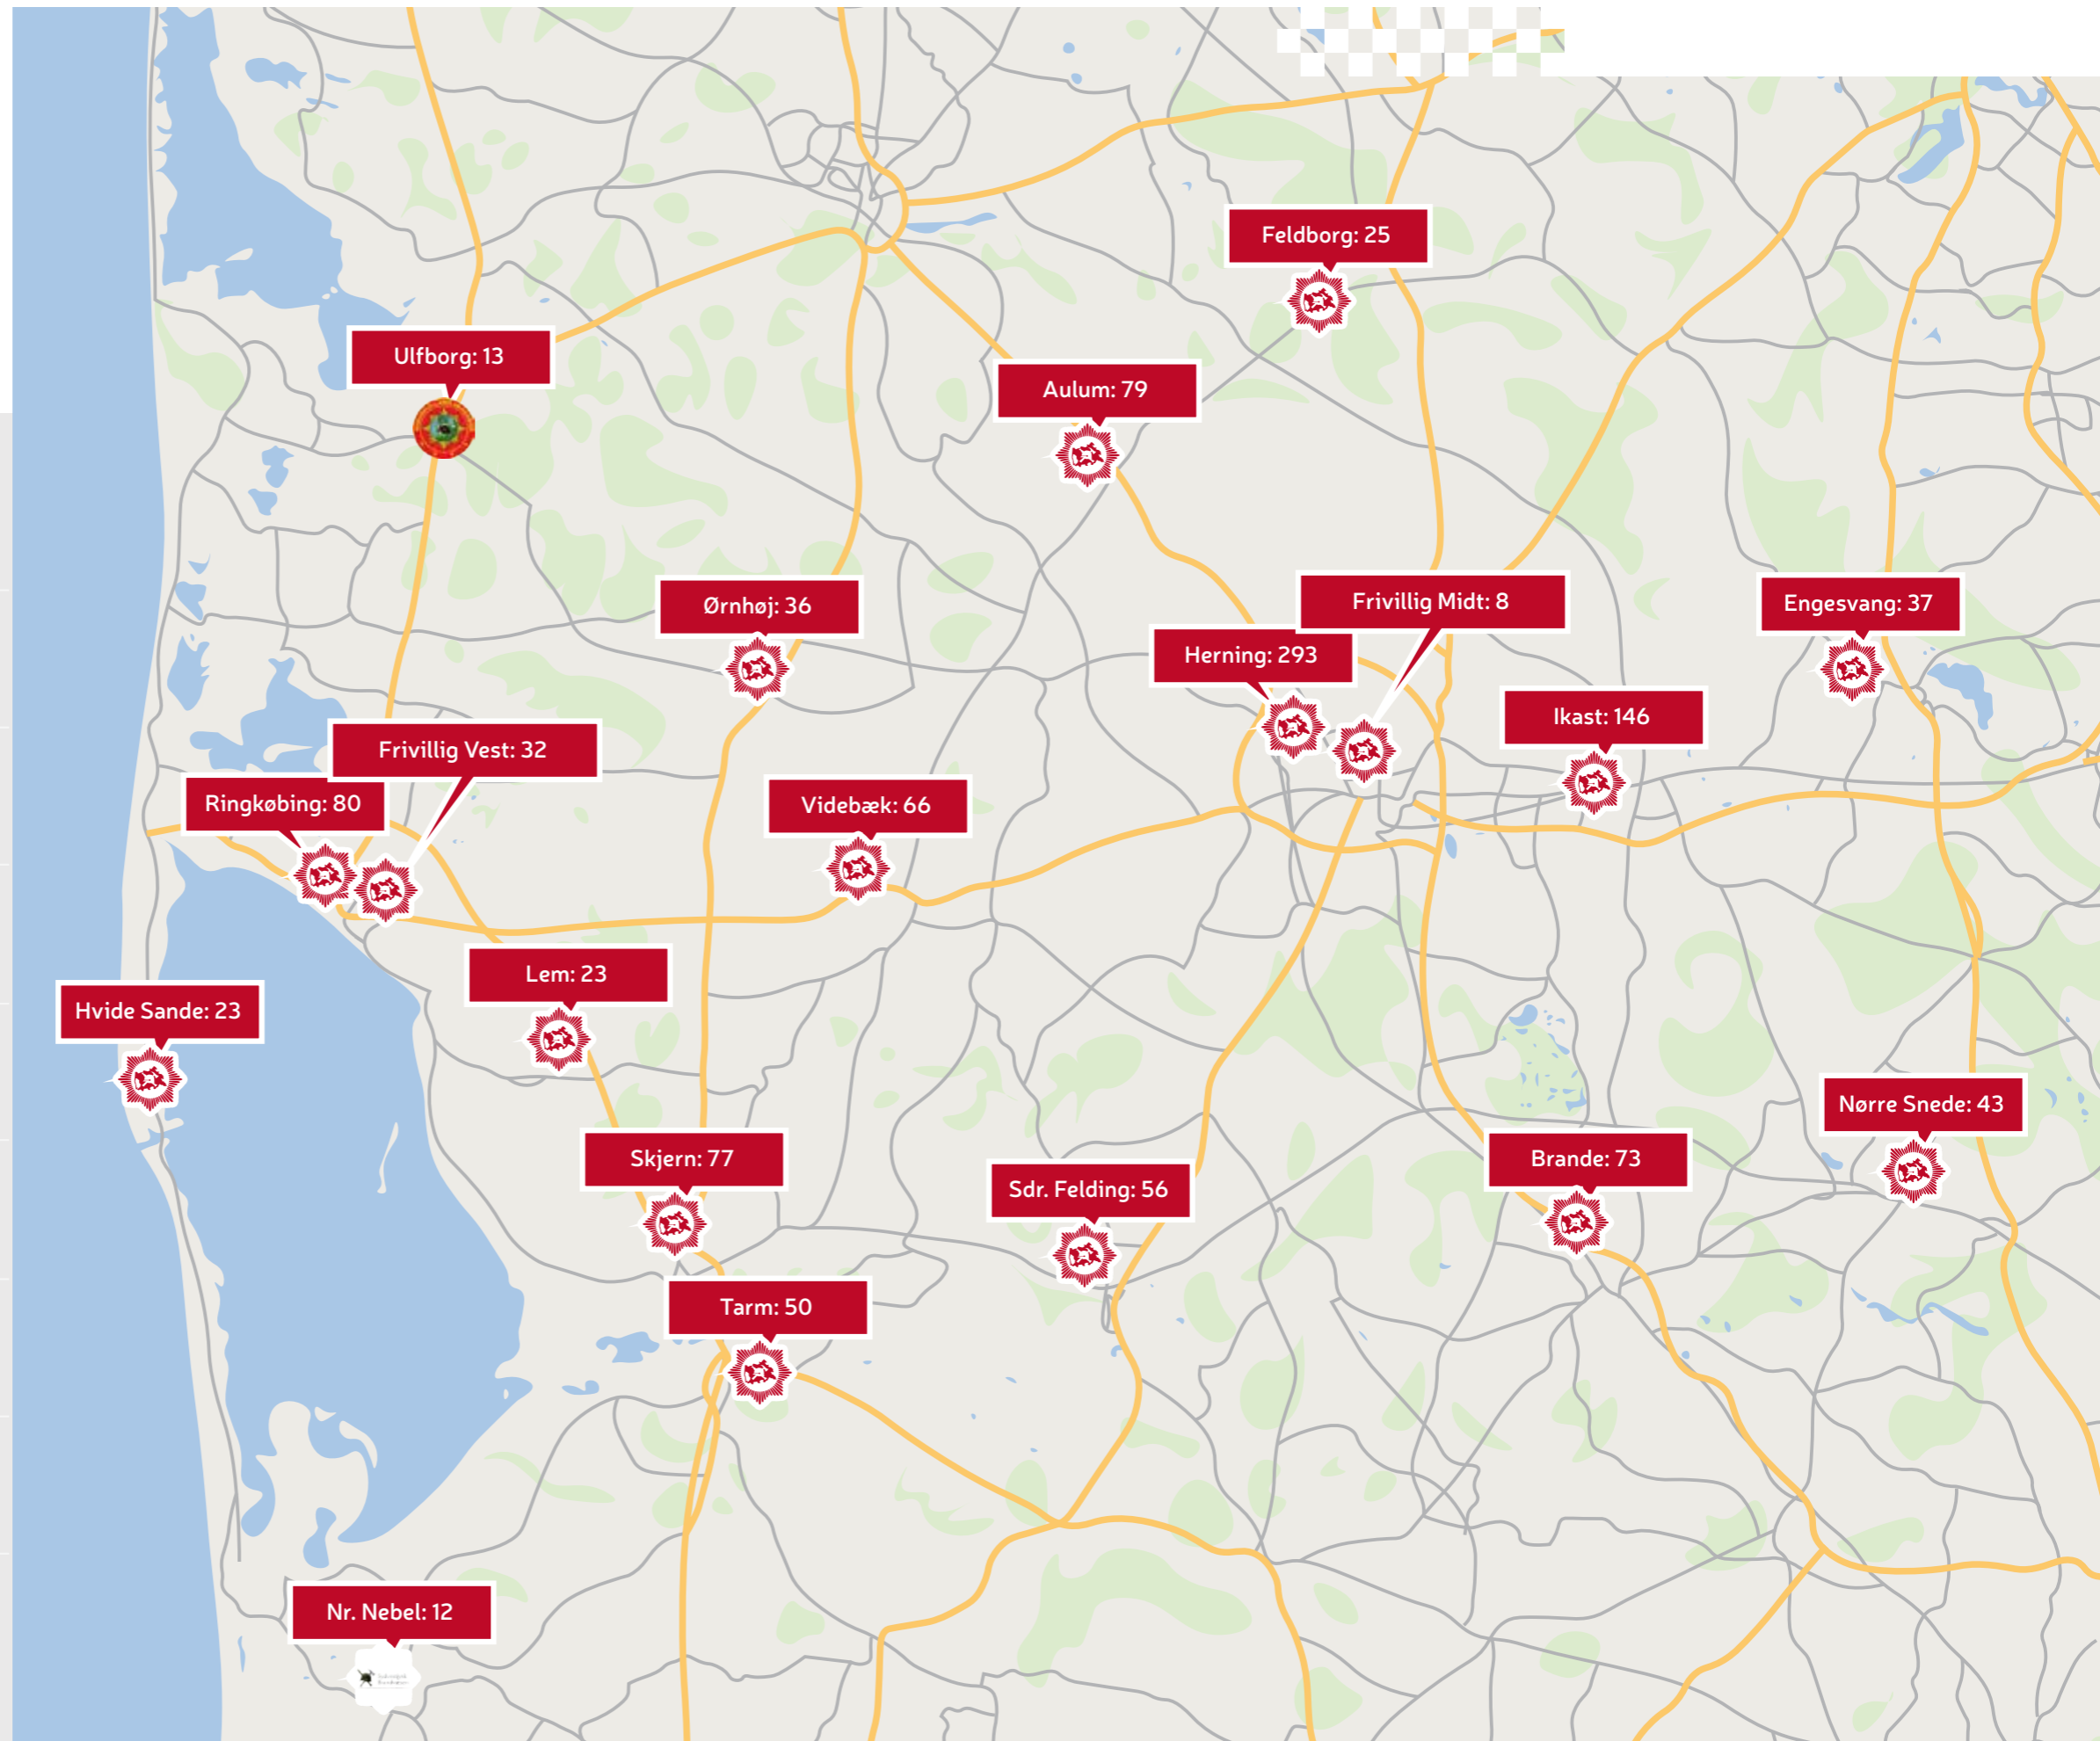 Feldborg: 25
Ulfborg: 13
Aulum: 79
Ørnhøj: 36
Frivillig Midt: 8
Engesvang: 37
Herning: 293
Ikast: 146
Frivillig Vest: 32
Ringkøbing: 80
Videbæk: 66
Lem: 23
Hvide Sande: 23
Nørre Snede: 43
Skjern: 77
Brande: 73
Sdr. Felding: 56
Tarm: 50
Nr. Nebel: 12